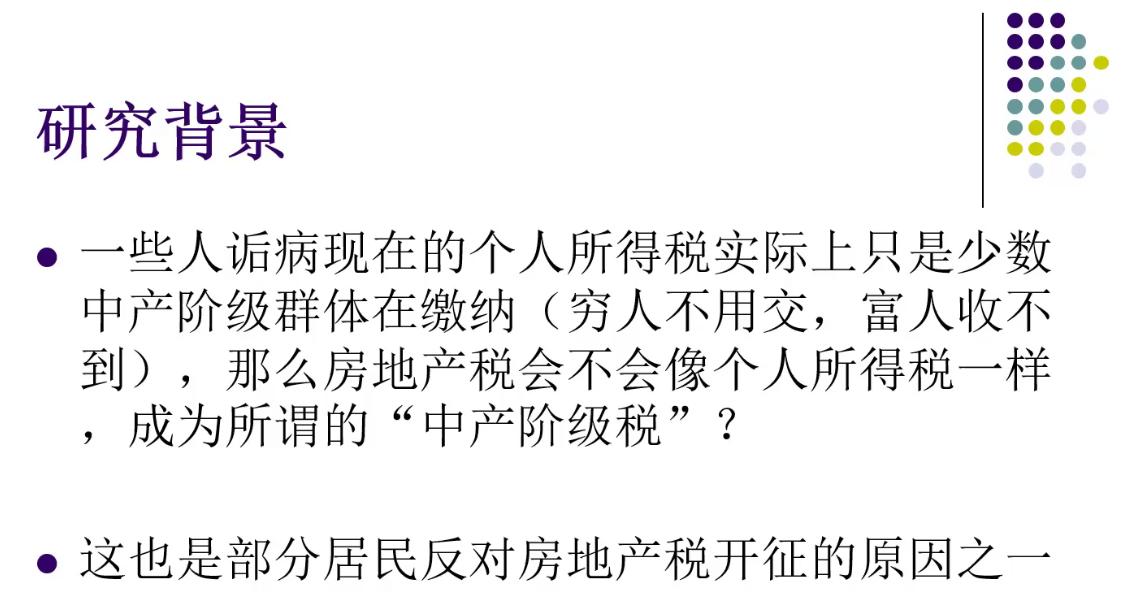 研究背景
一些人诟病现在的个人所得税实际上只是少数
中产阶级群体在缴纳（穷人不用交，富人收不
到），那么房地产税会不会像个人所得税一样
，成为所谓的“中产阶级税”？
这也是部分居民反对房地产税开征的原因之一